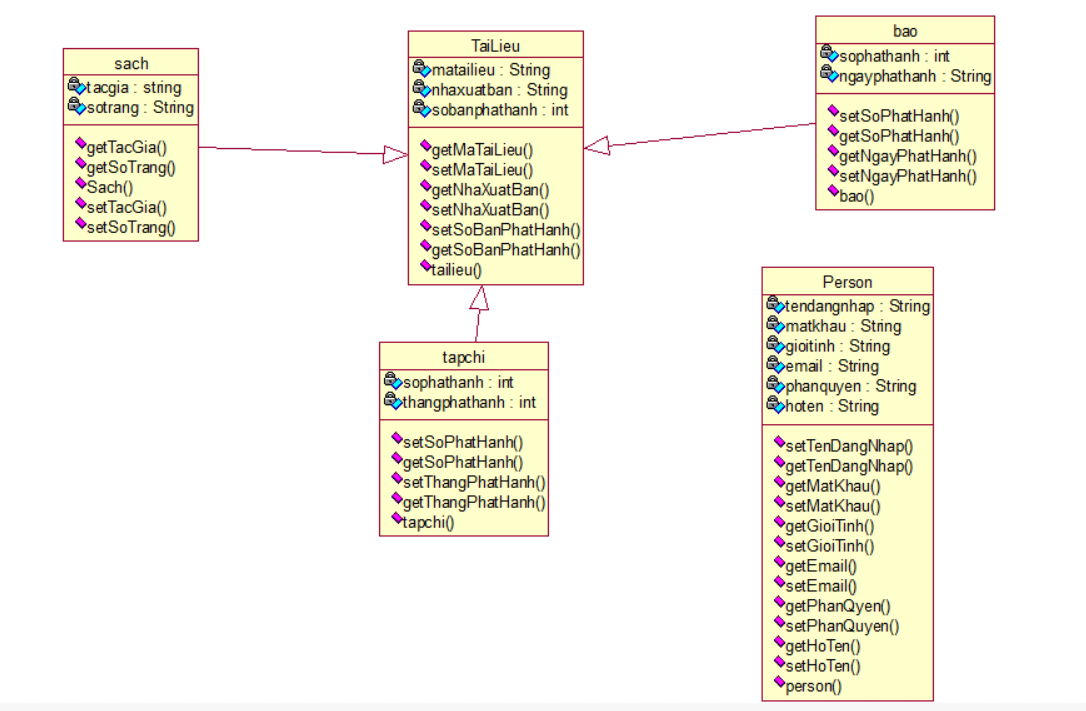 sach
tacgia : string
sotrang : String
getTacGia()
getSoTrang()
Sach()
setTacGia()
setSoTrang()
TaiLieu
matailieu : String
nhaxuatban : String
sobanphathanh : int
getMaTaiLieu()
setMaTaiLieu()
getNhaXuatBan()
setNhaXuatBan()
setSoBanPhatHanh()
getSoBanPhatHanh()
tailieu()
bao
sophathanh : int
ngayphathanh : String
setSoPhatHanh()
getSoPhatHanh()
getNgayPhatHanh()
setNgayPhatHanh()
bao()
tapchi
sophathanh : int
thangphathanh : int
setSoPhatHanh()
getSoPhatHanh()
setThangPhatHanh()
getThangPhatHanh()
tapchi()
Person
tendangnhap : String
matkhau : String
gioitinh : String
email : String
phanquyen : String
hoten : String
setTenDangNhap()
getTenDangNhap()
getMatKhau()
setMatKhau()
getGioiTinh()
setGioiTinh()
getEmail()
setEmail()
getPhanQyen()
setPhanQuyen()
getHoTen()
setHoTen()
person()